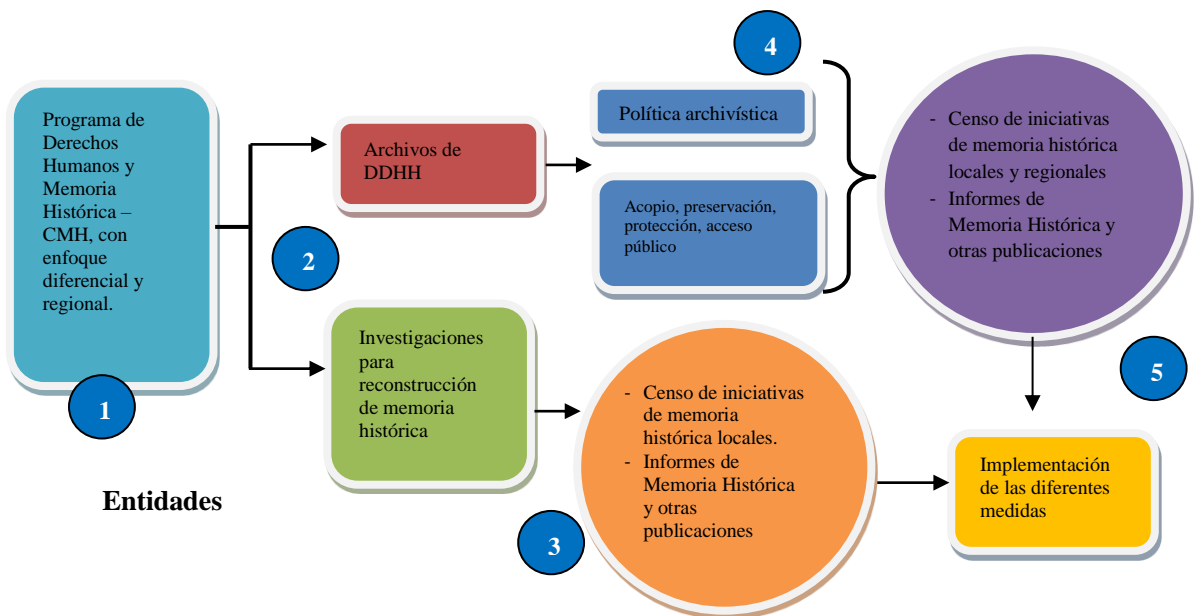 Programa de
Derechos
Humanos y
Memoria
Histórica –
CMH, con
enfoque
diferencial y
regional.
1
2
Archivos de
DDHH
Política archivística
Acopio, preservación,
protección, acceso
público
4
- Censo de iniciativas
de memoria histórica
locales y regionales
- Informes de
Memoria Histórica y
otras publicaciones
Investigaciones
para
reconstrucción
de memoria
histórica
3
- Censo de iniciativas
de memoria
histórica locales.
- Informes de
Memoria Histórica
y otras
publicaciones
5
Implementación
de las diferentes
medidas
Entidades